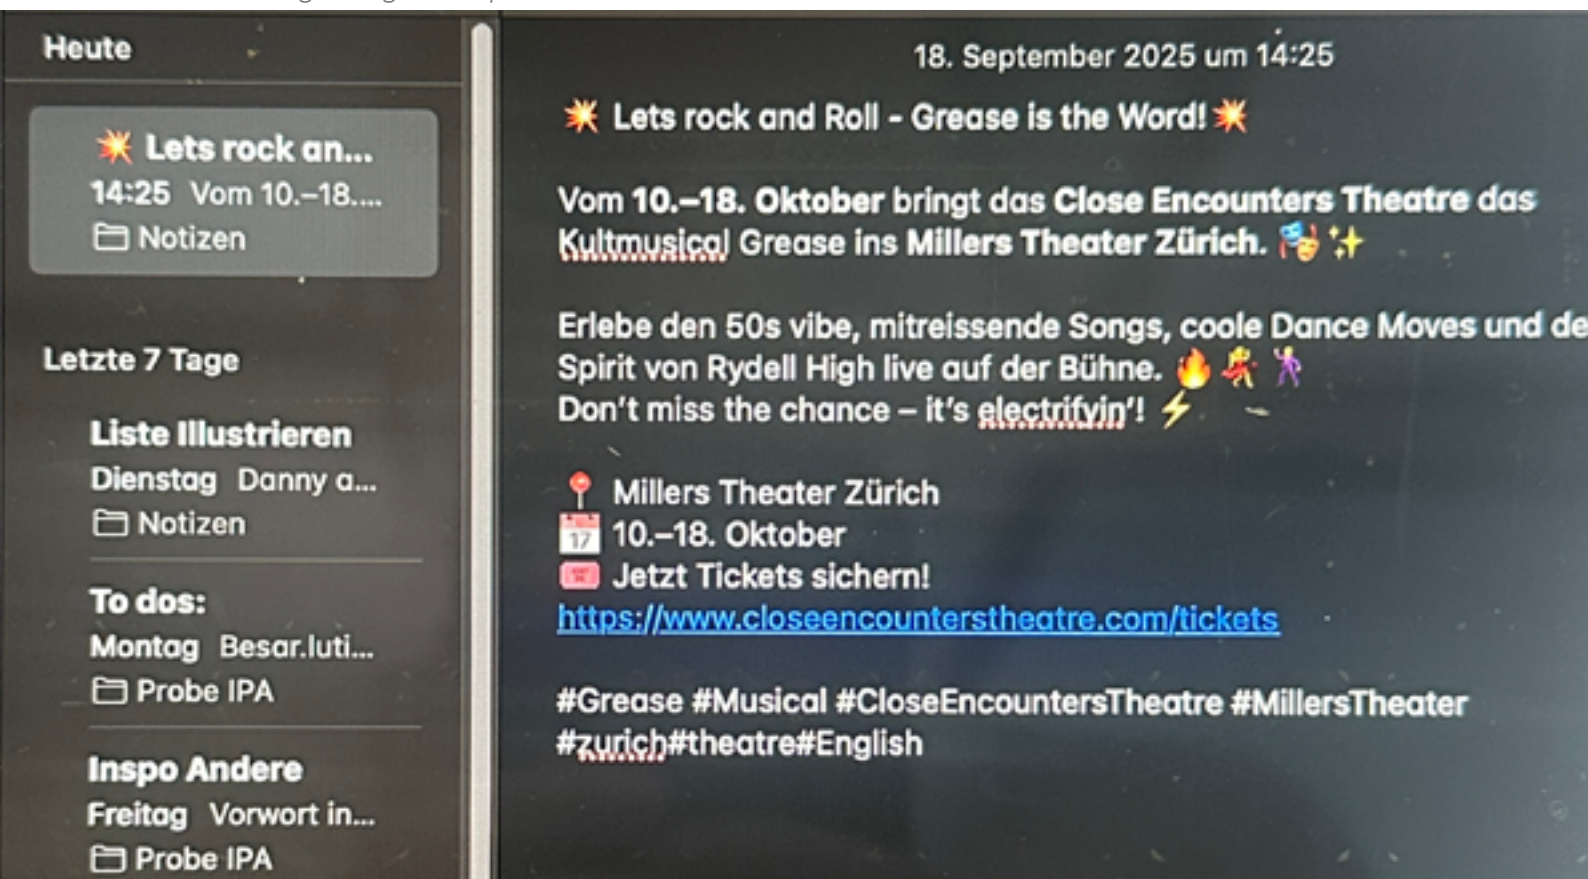 Heute
💥 Lets rock an...
14:25 Vom 10.–18....
Notizen
Letzte 7 Tage
Liste Illustrieren
Dienstag Danny a...
Notizen
To dos:
Montag Besar.luti...
Probe IPA
Inspo Andere
Freitag Vorwort in...
Probe IPA
18. September 2025 um 14:25
💥 Lets rock and Roll - Grease is the Word! 💥
Vom 10.–18. Oktober bringt das Close Encounters Theatre das
Kultmusical Grease ins Millers Theater Zürich. 🎭✨
Erlebe den 50s vibe, mitreissende Songs, coole Dance Moves und de
Spirit von Rydell High live auf der Bühne. 🔥💃🕺
Don't miss the chance – it's electrifyin'! ⚡
📍 Millers Theater Zürich
📅 10.–18. Oktober
🎟 Jetzt Tickets sichern!
https://www.closeencounterstheatre.com/tickets
#Grease #Musical #CloseEncountersTheatre #MillersTheater
#zurich#theatre#English